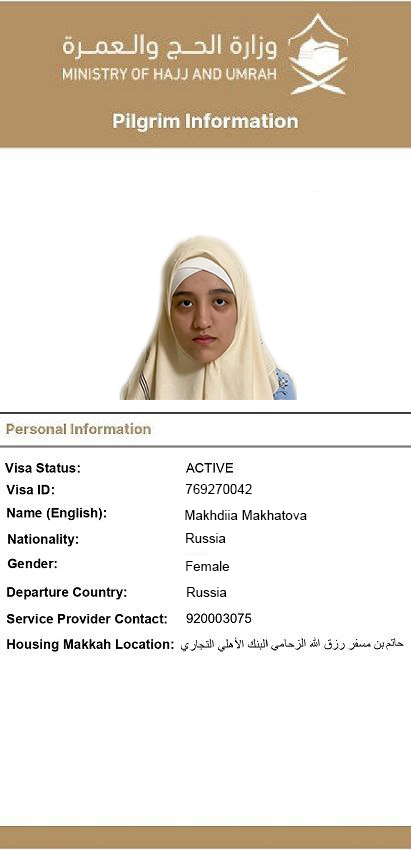 وزارة الحج والعمرة
MINISTRY OF HAJJ AND UMRAH
Pilgrim Information
Personal Information
Visa Status: ACTIVE
Visa ID: 769270042
Name (English): Makhdiia Makhatova
Nationality: Russia
Gender: Female
Departure Country: Russia
Service Provider Contact: 920003075
Housing Makkah Location: حاتم بن مسفر رزق الله الزحامي البنك الأهلي التجاري